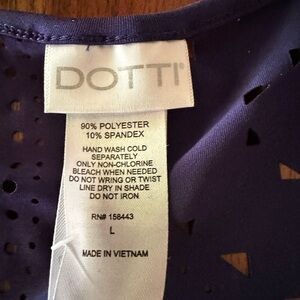 DOTTI
90% POLYESTER
10% SPANDEX
HAND WASH COLD
SEPARATELY
ONLY NON-CHLORINE
BLEACH WHEN NEEDED
DO NOT WRING OR TWIST
LINE DRY IN SHADE
DO NOT IRON
RN# 158443
L
MADE IN VIETNAM